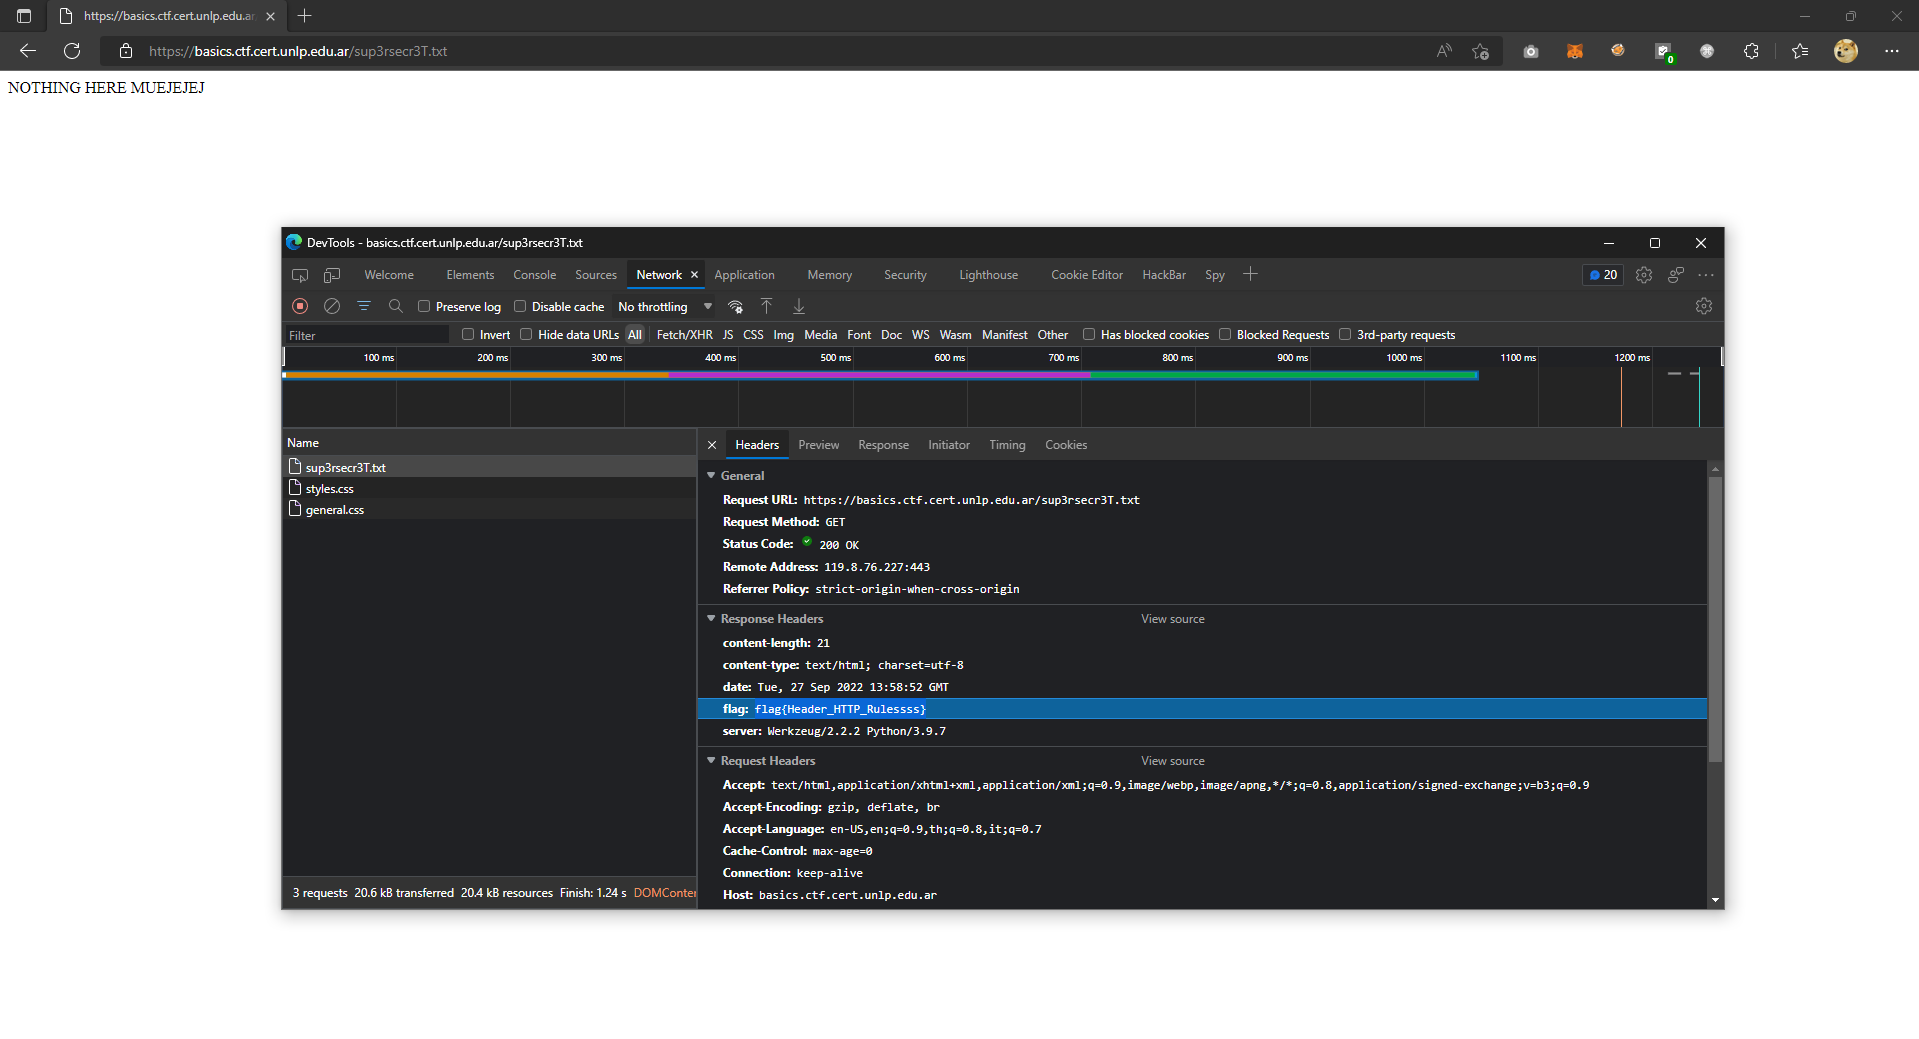 https://basics.ctf.cert.unlp.edu.ar
https://basics.ctf.cert.unlp.edu.ar/sup3rsecr3T.txt
0
NOTHING HERE MUEJEJEJ
DevTools - basics.ctf.cert.unlp.edu.ar/sup3rsecr3T.txt
Welcome Elements Console Sources Network Application Memory Security Lighthouse Cookie Editor HackBar Spy 20
Preserve log Disable cache No throttling
Filter Invert Hide data URLs All Fetch/XHR JS CSS Img Media Font Doc WS Wasm Manifest Other Has blocked cookies Blocked Requests 3rd-party requests
100 ms 200 ms 300 ms 400 ms 500 ms 600 ms 700 ms 800 ms 900 ms 1000 ms 1100 ms 1200 ms
Name
sup3rsecr3T.txt
styles.css
general.css
3 requests 20.6 kB transferred 20.4 kB resources Finish: 1.24 s DOMConten
Headers Preview Response Initiator Timing Cookies
General
Request URL: https://basics.ctf.cert.unlp.edu.ar/sup3rsecr3T.txt
Request Method: GET
Status Code: 200 OK
Remote Address: 119.8.76.227:443
Referrer Policy: strict-origin-when-cross-origin
Response Headers View source
content-length: 21
content-type: text/html; charset=utf-8
date: Tue, 27 Sep 2022 13:58:52 GMT
flag: flag{Header_HTTP_Rulessss}
server: Werkzeug/2.2.2 Python/3.9.7
Request Headers View source
Accept: text/html,application/xhtml+xml,application/xml;q=0.9,image/webp,image/apng,*/*;q=0.8,application/signed-exchange;v=b3;q=0.9
Accept-Encoding: gzip, deflate, br
Accept-Language: en-US,en;q=0.9,th;q=0.8,it;q=0.7
Cache-Control: max-age=0
Connection: keep-alive
Host: basics.ctf.cert.unlp.edu.ar